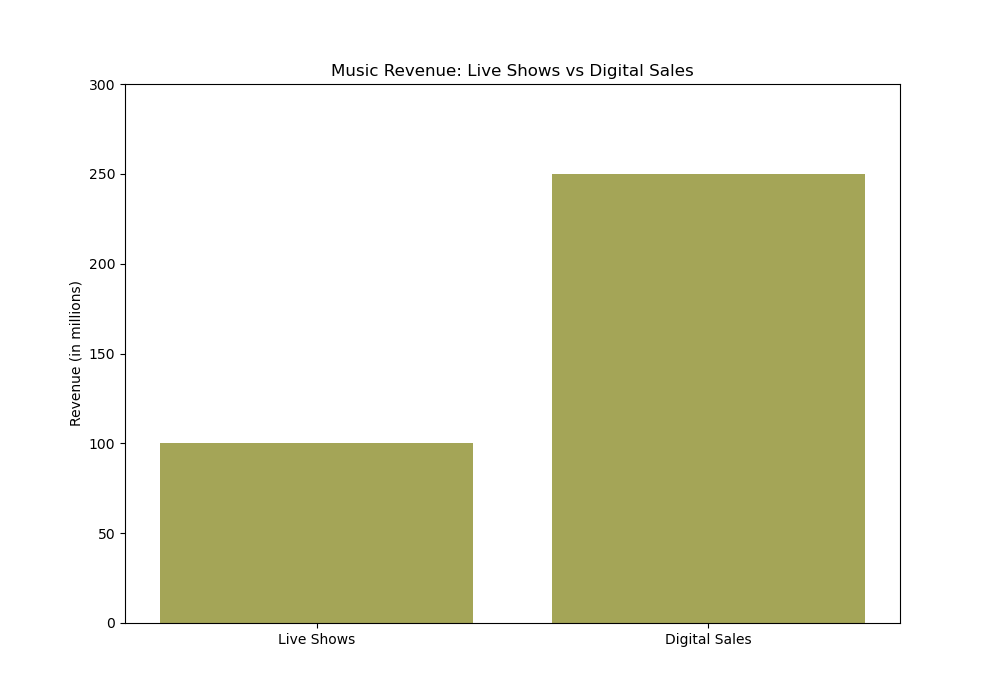 Music Revenue: Live Shows vs Digital Sales
300
250
200
150
100
50
0
Revenue (in millions)
Live Shows
Digital Sales